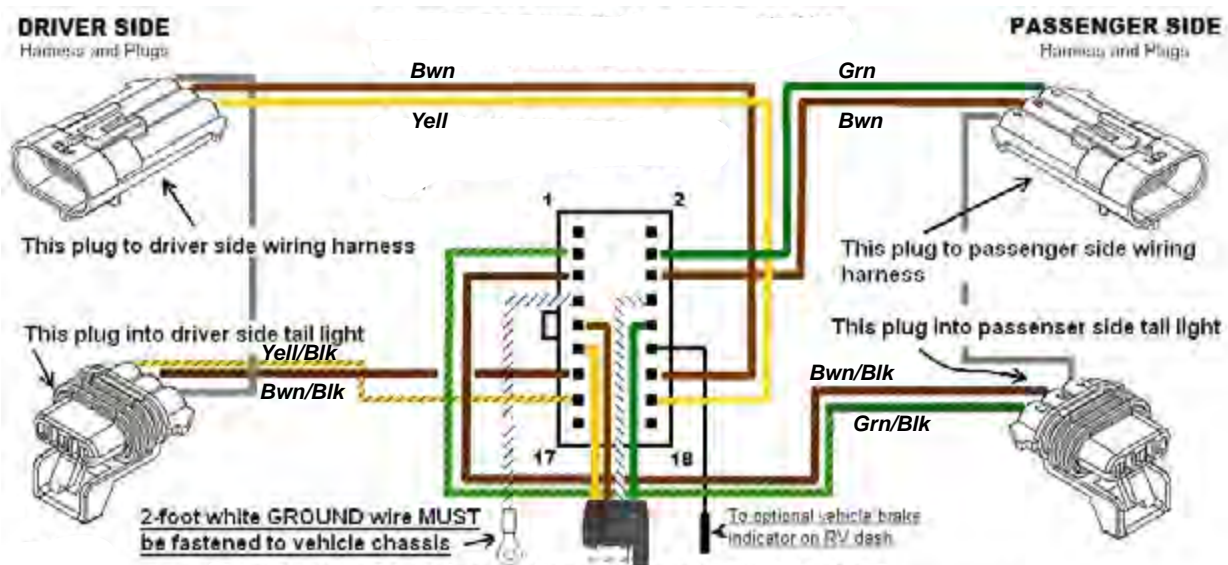 DRIVER SIDE
Harness and Plugs
PASSENGER SIDE
Harness and Plugs
Bwn
Yell
Grn
Bwn
1
2
This plug to driver side wiring harness
This plug to passenger side wiring
harness
This plug into driver side tail light
This plug into passenser side tail light
Yell/Blk
Bwn/Blk
Bwn/Blk
Grn/Blk
17
18
2-foot white GROUND wire MUST
be fastened to vehicle chassis
To optional vehicle brake
indicator on RV dash